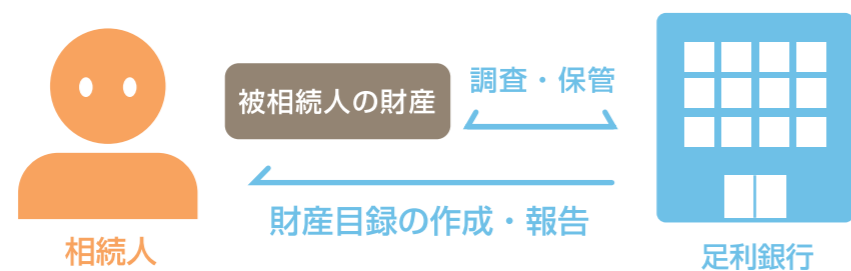 被相続人の財産
調査・保管
財産目録の作成・報告
相続人
足利銀行